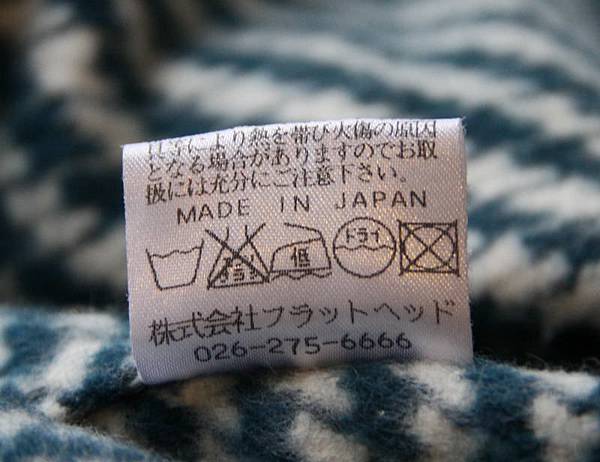 により熱を帯び火傷の原因
となる場合がありますのでお取
扱には充分にご注意下さい。
MADE IN JAPAN
低 ドライ
株式会社フラットヘッド
026-275-6666